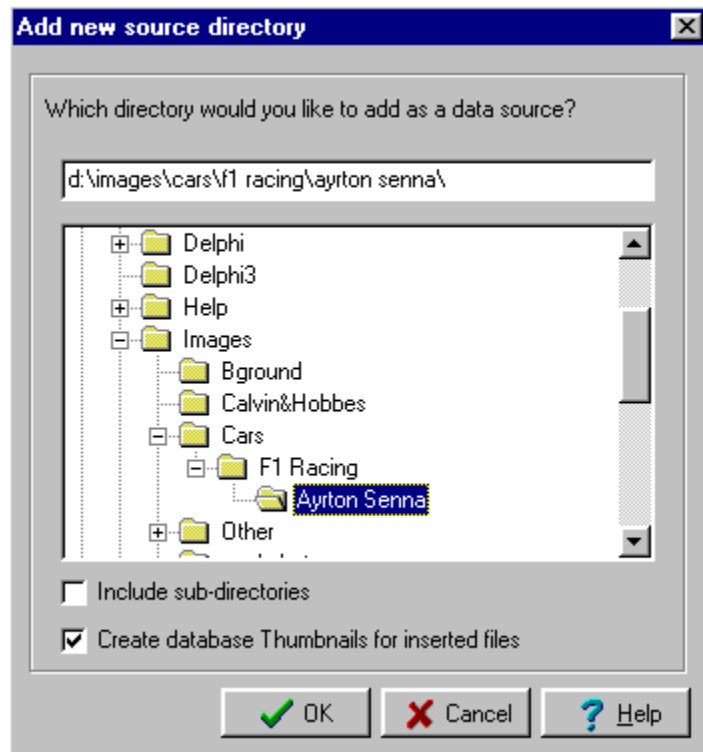 Add new source directory
Which directory would you like to add as a data source?
d:\images\cars\f1 racing\ayrton senna\
Delphi
Delphi3
Help
Images
Bground
Calvin&Hobbes
Cars
F1 Racing
Ayrton Senna
Other
Include sub-directories
Create database Thumbnails for inserted files
OK Cancel Help